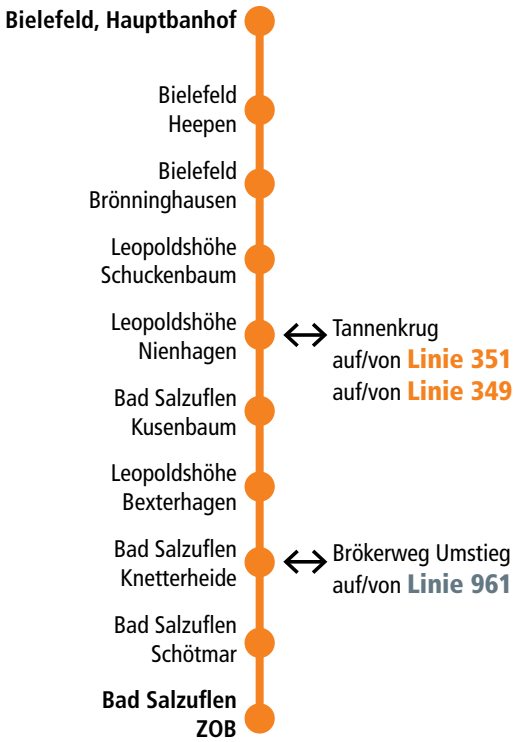 Bielefeld, Hauptbanhof
Bielefeld
Heepen
Bielefeld
Brönninghausen
Leopoldshöhe
Schuckenbaum
Leopoldshöhe
Nienhagen
Tannenkrug
auf/von Linie 351
auf/von Linie 349
Bad Salzuflen
Kusenbaum
Leopoldshöhe
Bexterhagen
Bad Salzuflen
Knetterheide
Brökerweg Umstieg
auf/von Linie 961
Bad Salzuflen
Schötmar
Bad Salzuflen
ZOB